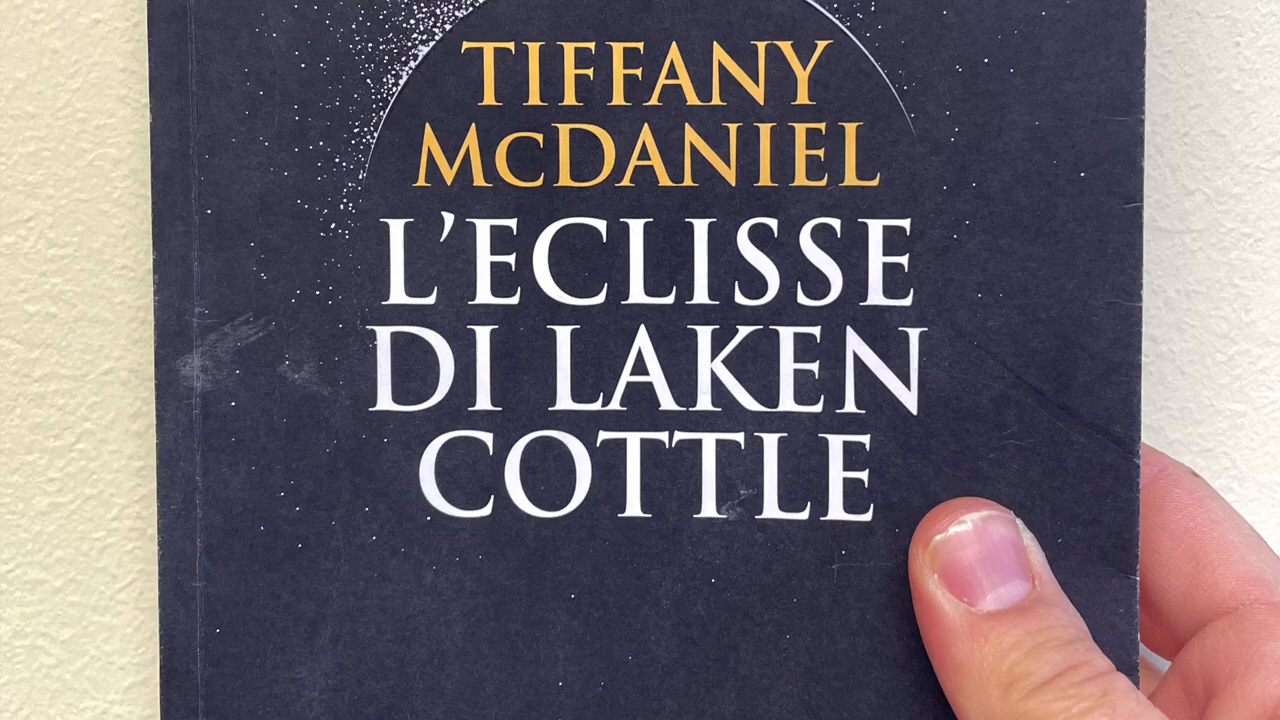 TIFFANY
McDANIEL
L'ECLISSE
DI LAKEN
COTTLE